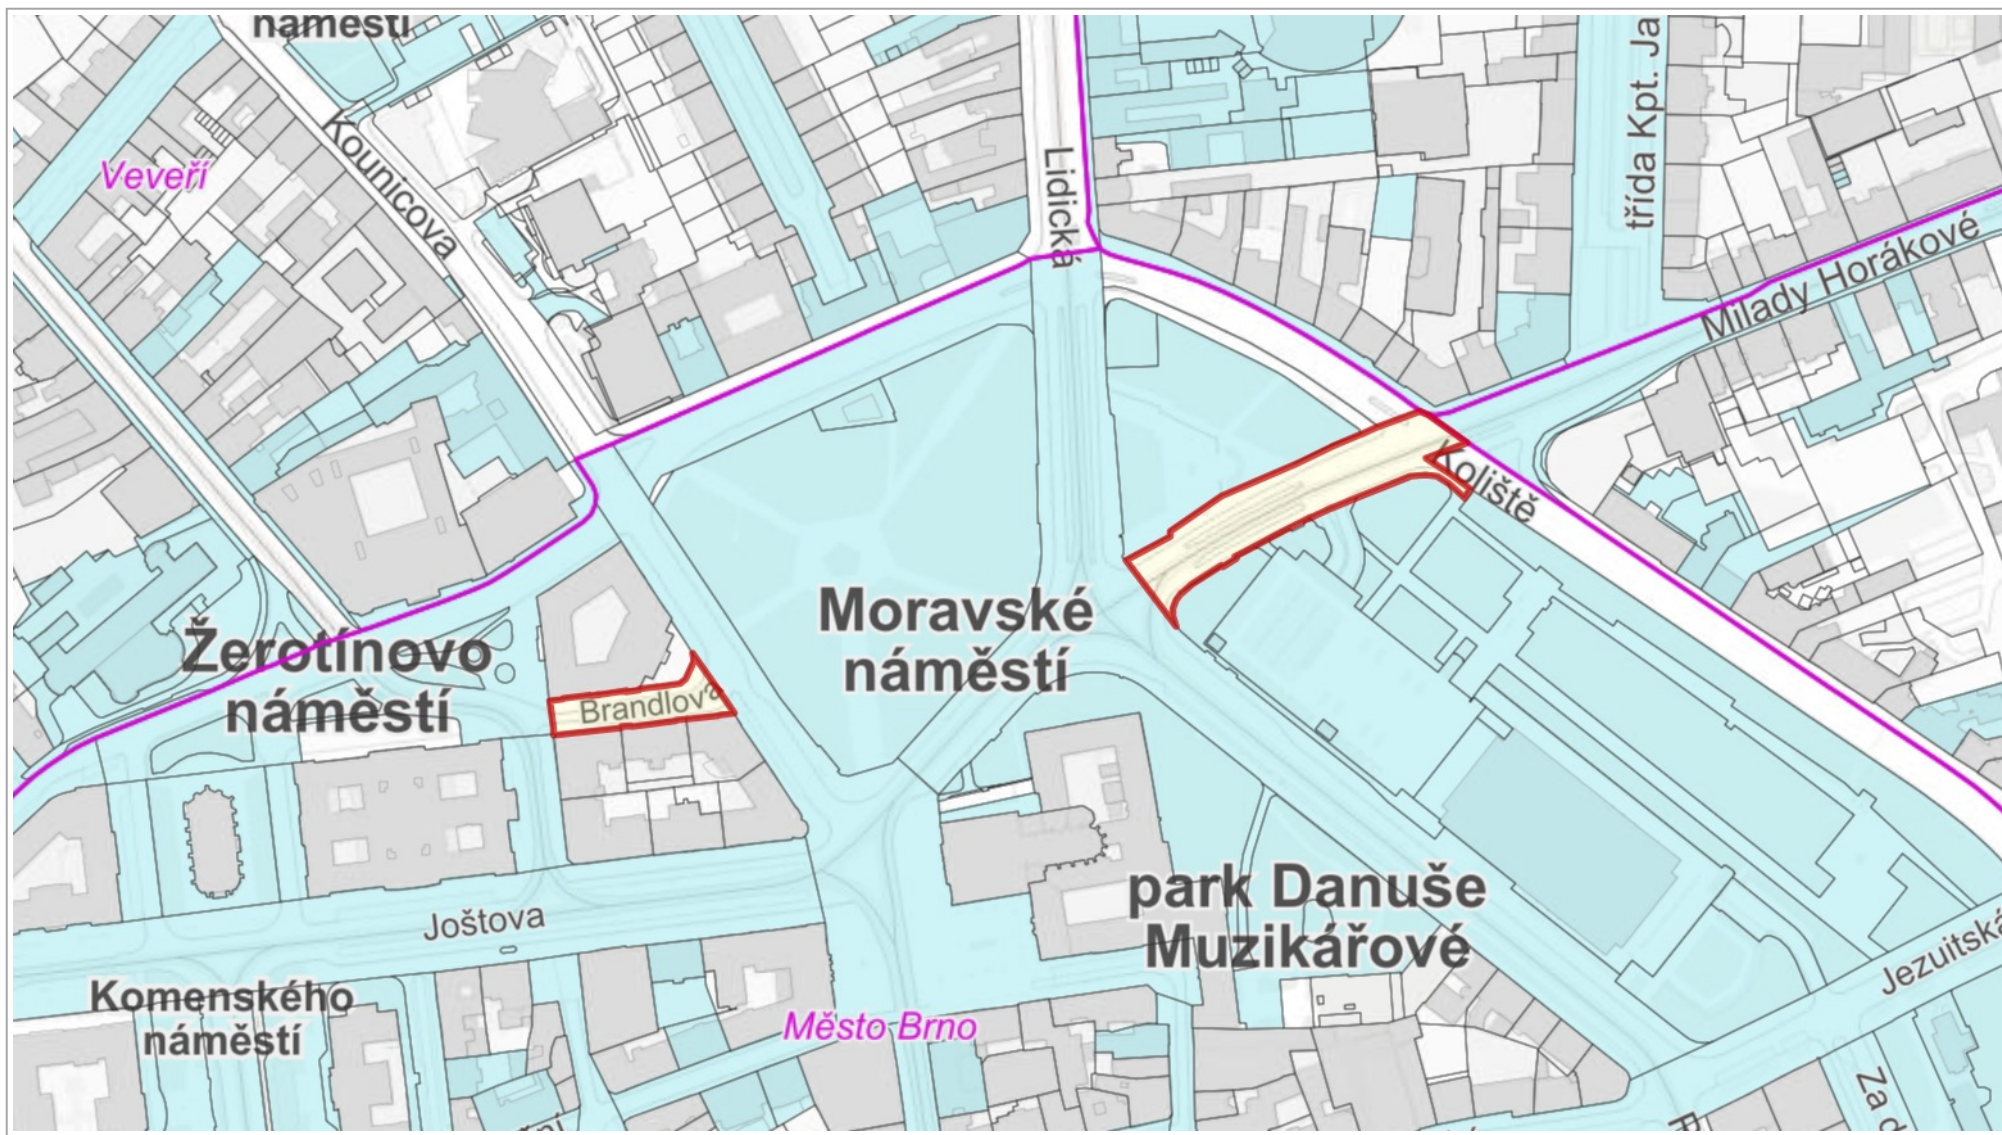 náměstí
Kounicova
Veveří
Lidická
třída Kpt. Ja
Milady Horákové
Koliště
Moravské
náměstí
Žerotínovo
náměstí
Brandlova
park Danuše
Muzikářové
Joštova
Jezuitská
Komenského
náměstí
Město Brno
Za d